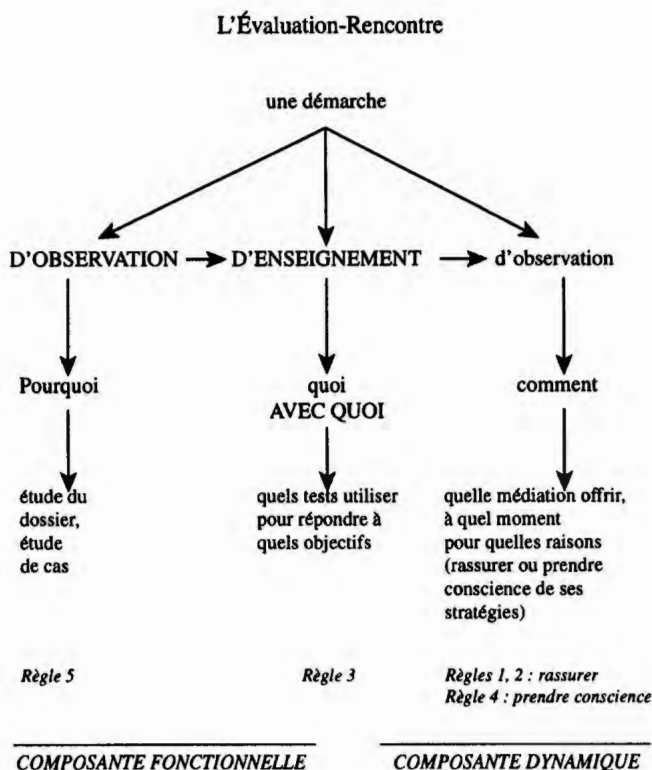 L'Évaluation-Rencontre
une démarche
D'OBSERVATION D'ENSEIGNEMENT d'observation
Pourquoi quoi comment
AVEC QUOI
étude du
dossier,
étude
de cas
quels tests utiliser
pour répondre à
quels objectifs
quelle médiation offrir,
à quel moment
pour quelles raisons
(rassurer ou prendre
conscience de ses
stratégies)
Règle 5 Règle 3 Règles 1, 2 : rassurer
Règle 4 : prendre conscience
COMPOSANTE FONCTIONNELLE COMPOSANTE DYNAMIQUE